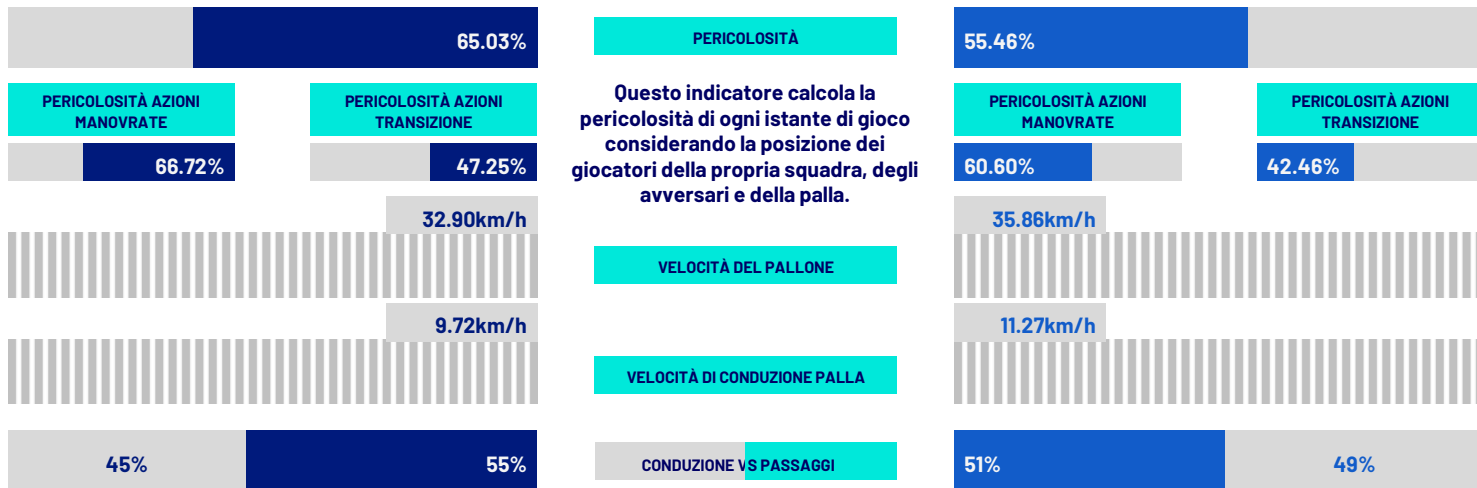 65.03%
PERICOLOSITÀ
55.46%
PERICOLOSITÀ AZIONI
MANOVRATE
PERICOLOSITÀ AZIONI
TRANSIZIONE
Questo indicatore calcola la
pericolosità di ogni istante di gioco
considerando la posizione dei
giocatori della propria squadra, degli
avversari e della palla.
PERICOLOSITÀ AZIONI
MANOVRATE
PERICOLOSITÀ AZIONI
TRANSIZIONE
66.72%
47.25%
60.60%
42.46%
32.90km/h
35.86km/h
VELOCITÀ DEL PALLONE
9.72km/h
11.27km/h
VELOCITÀ DI CONDUZIONE PALLA
45%
55%
CONDUZIONE VS PASSAGGI
51%
49%